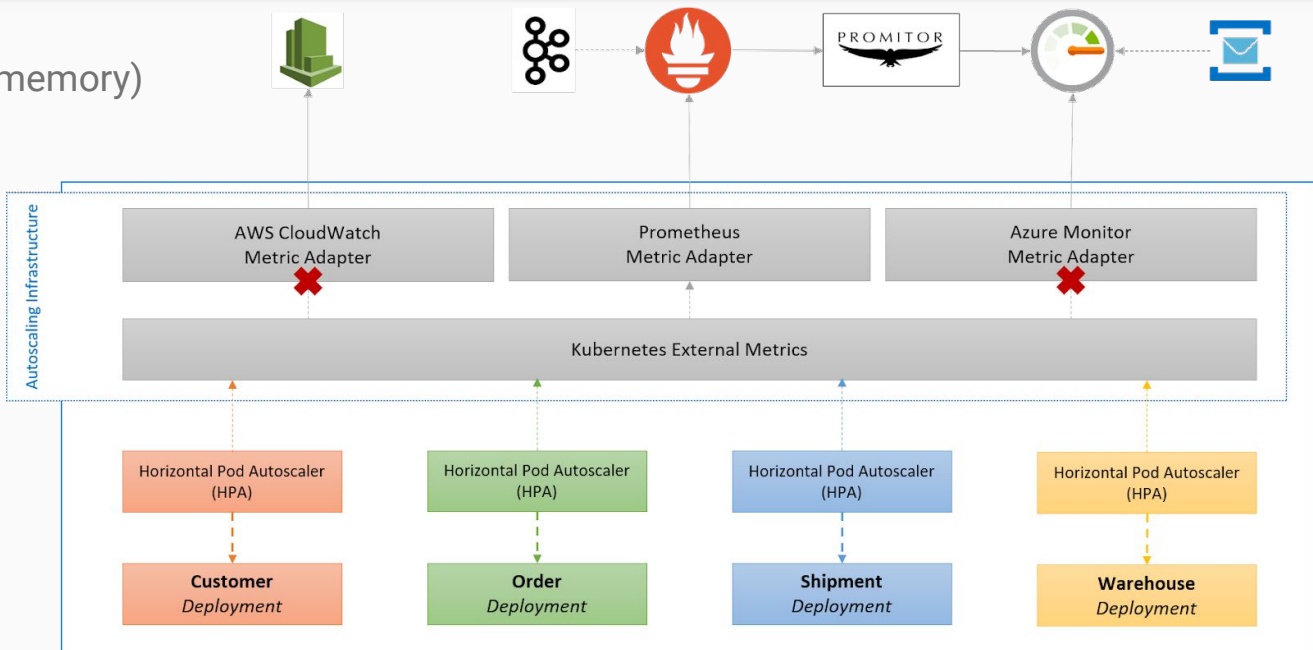 memory)
PROMITOR
Autoscaling Infrastructure
AWS CloudWatch
Metric Adapter
Prometheus
Metric Adapter
Azure Monitor
Metric Adapter
Kubernetes External Metrics
Horizontal Pod Autoscaler
(HPA)
Horizontal Pod Autoscaler
(HPA)
Horizontal Pod Autoscaler
(HPA)
Horizontal Pod Autoscaler
(HPA)
Customer
Deployment
Order
Deployment
Shipment
Deployment
Warehouse
Deployment